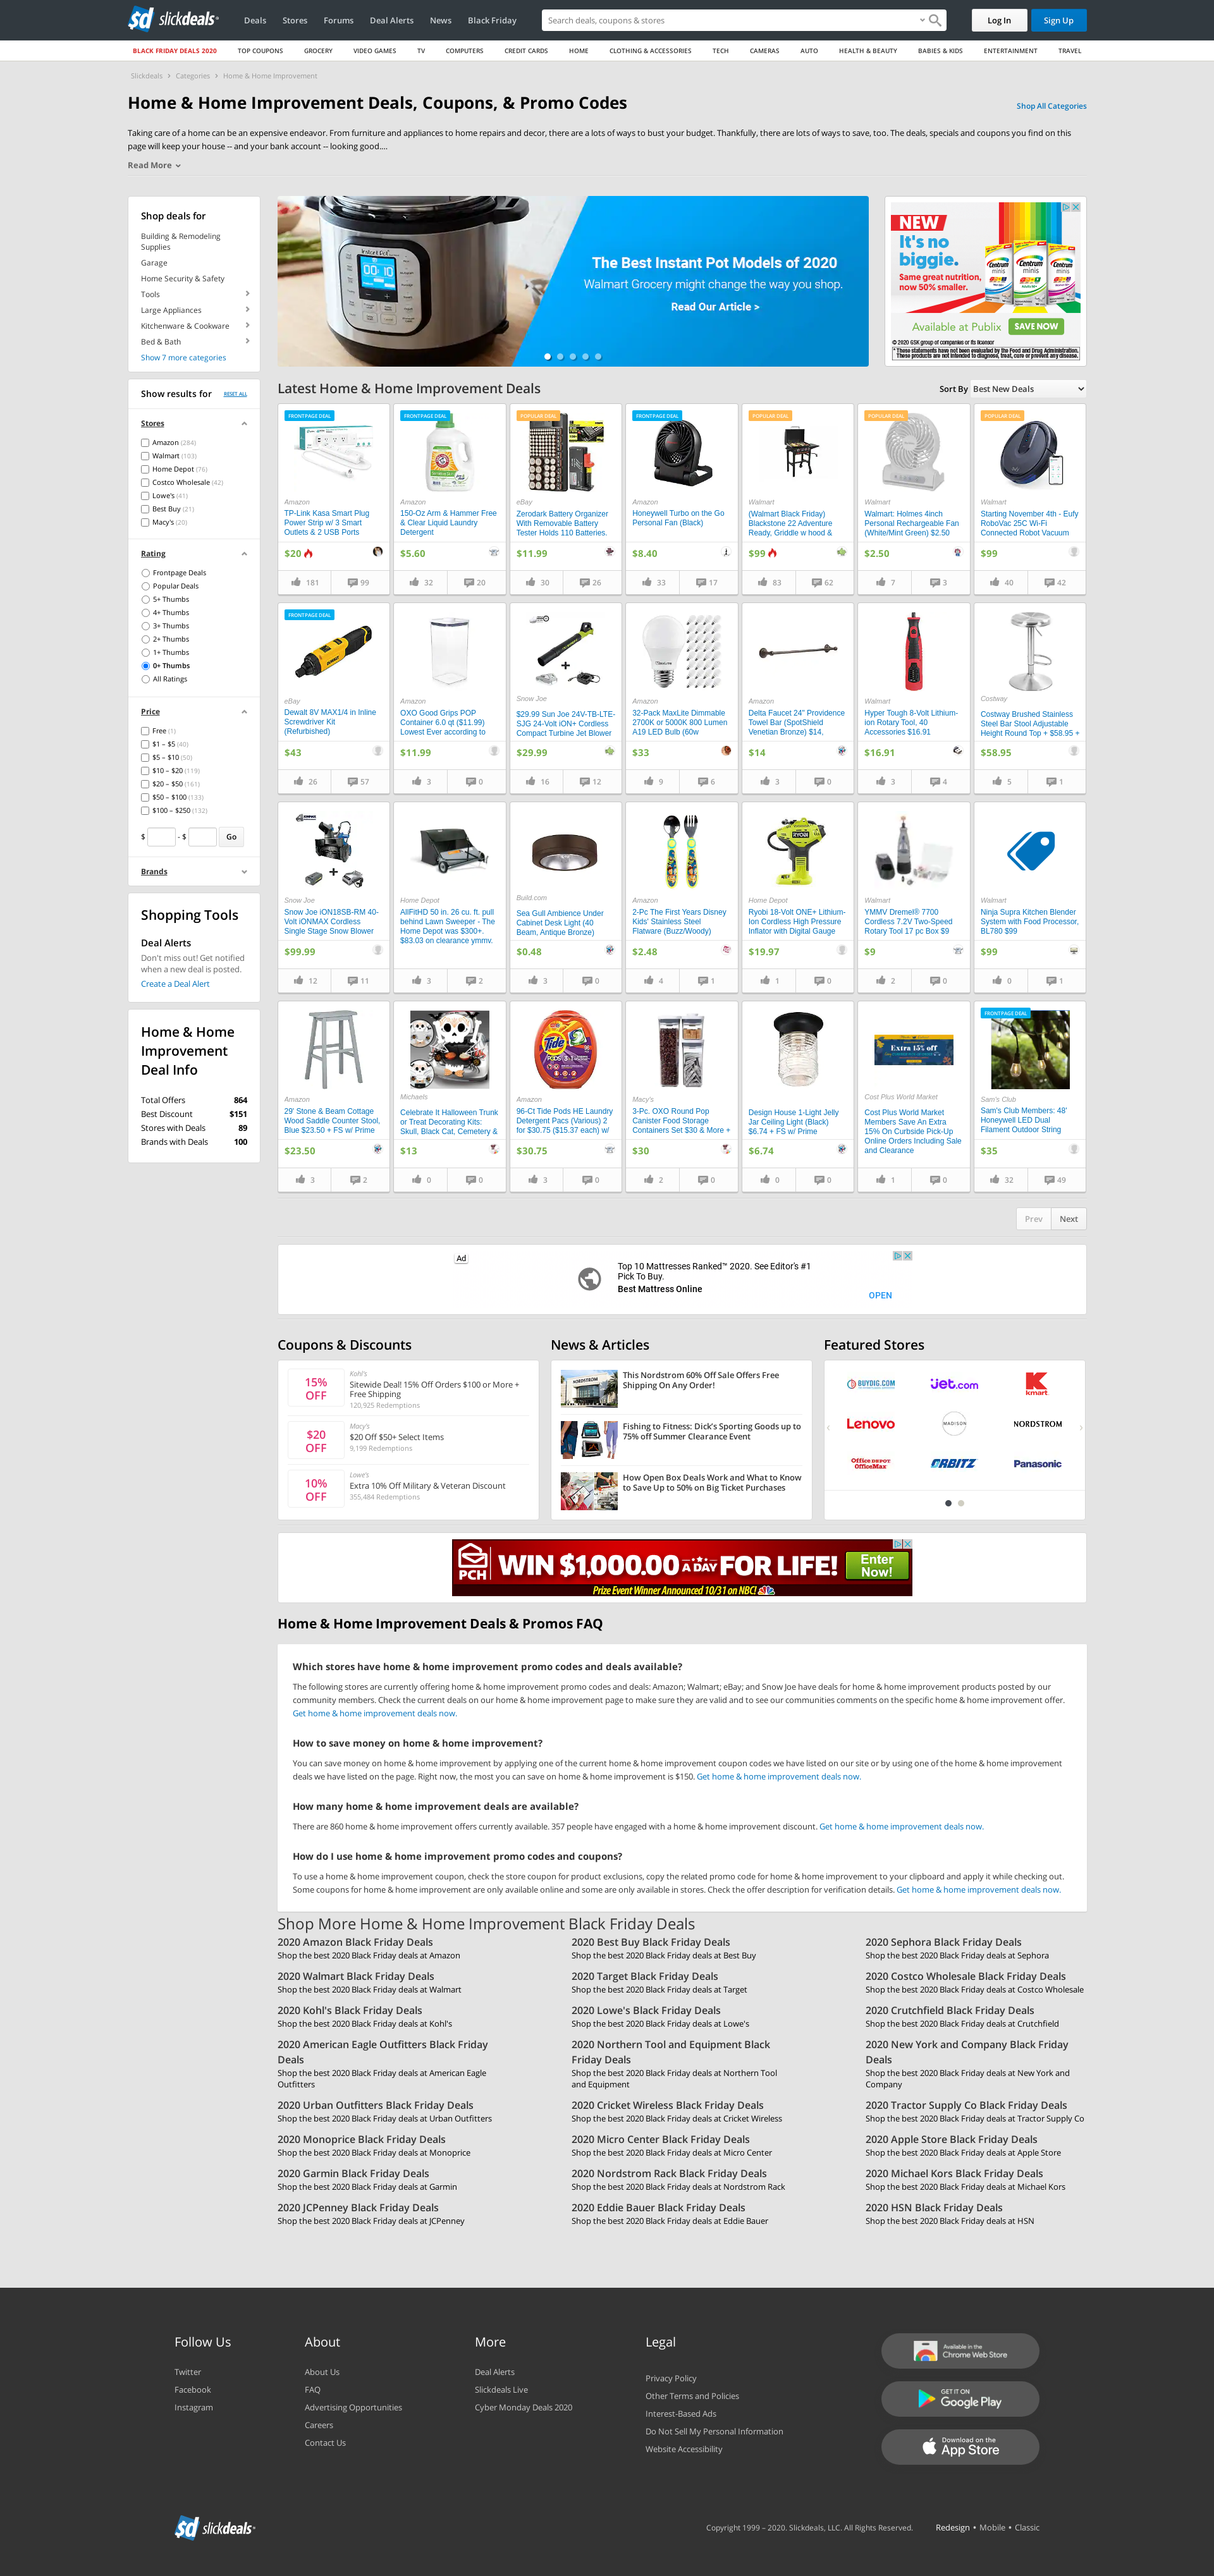 slickdeals
Deals
Stores
Forums
Deal Alerts
News
Black Friday
Search deals, coupons & stores
Log In
Sign Up
BLACK FRIDAY DEALS 2020
TOP COUPONS
GROCERY
VIDEO GAMES
TV
COMPUTERS
CREDIT CARDS
HOME
CLOTHING & ACCESSORIES
TECH
CAMERAS
AUTO
HEALTH & BEAUTY
BABIES & KIDS
ENTERTAINMENT
TRAVEL
Slickdeals > Categories > Home & Home Improvement
Home & Home Improvement Deals, Coupons, & Promo Codes
Shop All Categories
Taking care of a home can be an expensive endeavor. From furniture and appliances to home repairs and decor, there are a lots of ways to bust your budget. Thankfully, there are lots of ways to save, too. The deals, specials and coupons you find on this
page will keep your house -- and your bank account -- looking good....
Read More
Shop deals for
Building & Remodeling
Supplies
Garage
Home Security & Safety
Tools
Large Appliances
Kitchenware & Cookware
Bed & Bath
Show 7 more categories
Show results for
RESET ALL
Stores
Amazon (284)
Walmart (103)
Home Depot (76)
Costco Wholesale (42)
Lowe's (41)
Best Buy (21)
Macy's (20)
Rating
Frontpage Deals
Popular Deals
5+ Thumbs
4+ Thumbs
3+ Thumbs
2+ Thumbs
1+ Thumbs
0+ Thumbs
All Ratings
Price
Free (1)
$1 – $5 (40)
$5 – $10 (50)
$10 – $20 (119)
$20 – $50 (161)
$50 – $100 (133)
$100 – $250 (132)
$ - $ Go
Brands
Shopping Tools
Deal Alerts
Don't miss out! Get notified
when a new deal is posted.
Create a Deal Alert
Home & Home
Improvement
Deal Info
Total Offers 864
Best Discount $151
Stores with Deals 89
Brands with Deals 100
The Best Instant Pot Models of 2020
Walmart Grocery might change the way you shop.
Read Our Article >
NEW
It's no
biggie.
Same great nutrition,
now 50% smaller.
Available at Publix
SAVE NOW
© 2020 GSK group of companies or its licensor
* These statements have not been evaluated by the Food and Drug Administration.
These products are not intended to diagnose, treat, cure or prevent any disease.
Latest Home & Home Improvement Deals
Sort By Best New Deals
FRONTPAGE DEAL
Amazon
TP-Link Kasa Smart Plug
Power Strip w/ 3 Smart
Outlets & 2 USB Ports
$20
181 99
FRONTPAGE DEAL
Amazon
150-Oz Arm & Hammer Free
& Clear Liquid Laundry
Detergent
$5.60
32 20
POPULAR DEAL
eBay
Zerodark Battery Organizer
With Removable Battery
Tester Holds 110 Batteries.
$11.99
30 26
FRONTPAGE DEAL
Amazon
Honeywell Turbo on the Go
Personal Fan (Black)
$8.40
33 17
POPULAR DEAL
Walmart
(Walmart Black Friday)
Blackstone 22 Adventure
Ready, Griddle w hood &
$99
83 62
POPULAR DEAL
Walmart
Walmart: Holmes 4inch
Personal Rechargeable Fan
(White/Mint Green) $2.50
$2.50
7 3
POPULAR DEAL
Walmart
Starting November 4th - Eufy
RoboVac 25C Wi-Fi
Connected Robot Vacuum
$99
40 42
FRONTPAGE DEAL
eBay
Dewalt 8V MAX1/4 in Inline
Screwdriver Kit
(Refurbished)
$43
26 57
Amazon
OXO Good Grips POP
Container 6.0 qt ($11.99)
Lowest Ever according to
$11.99
3 0
Snow Joe
$29.99 Sun Joe 24V-TB-LTE-
SJG 24-Volt iON+ Cordless
Compact Turbine Jet Blower
$29.99
16 12
Amazon
32-Pack MaxLite Dimmable
2700K or 5000K 800 Lumen
A19 LED Bulb (60w
$33
9 6
Amazon
Delta Faucet 24" Providence
Towel Bar (SpotShield
Venetian Bronze) $14,
$14
3 0
Walmart
Hyper Tough 8-Volt Lithium-
ion Rotary Tool, 40
Accessories $16.91
$16.91
3 4
Costway
Costway Brushed Stainless
Steel Bar Stool Adjustable
Height Round Top + $58.95 +
$58.95
5 1
Snow Joe
Snow Joe iON18SB-RM 40-
Volt iONMAX Cordless
Single Stage Snow Blower
$99.99
12 11
Home Depot
AllFitHD 50 in. 26 cu. ft. pull
behind Lawn Sweeper - The
Home Depot was $300+.
$83.03 on clearance ymmv.
3 2
Build.com
Sea Gull Ambience Under
Cabinet Desk Light (40
Beam, Antique Bronze)
$0.48
3 0
Amazon
2-Pc The First Years Disney
Kids' Stainless Steel
Flatware (Buzz/Woody)
$2.48
4 1
Home Depot
Ryobi 18-Volt ONE+ Lithium-
Ion Cordless High Pressure
Inflator with Digital Gauge
$19.97
1 0
Walmart
YMMV Dremel® 7700
Cordless 7.2V Two-Speed
Rotary Tool 17 pc Box $9
$9
2 0
Walmart
Ninja Supra Kitchen Blender
System with Food Processor,
BL780 $99
$99
0 1
Amazon
29' Stone & Beam Cottage
Wood Saddle Counter Stool,
Blue $23.50 + FS w/ Prime
$23.50
3 2
Michaels
Celebrate It Halloween Trunk
or Treat Decorating Kits:
Skull, Black Cat, Cemetery &
$13
0 0
Amazon
96-Ct Tide Pods HE Laundry
Detergent Pacs (Various) 2
for $30.75 ($15.37 each) w/
$30.75
3 0
Macy's
3-Pc. OXO Round Pop
Canister Food Storage
Containers Set $30 & More +
$30
2 0
Design House 1-Light Jelly
Jar Ceiling Light (Black)
$6.74 + FS w/ Prime
$6.74
0 0
Extra 15% off
Cost Plus World Market
Cost Plus World Market
Members Save An Extra
15% On Curbside Pick-Up
Online Orders Including Sale
and Clearance
1 0
FRONTPAGE DEAL
Sam's Club
Sam's Club Members: 48'
Honeywell LED Dual
Filament Outdoor String
$35
32 49
Prev Next
Ad
Top 10 Mattresses Ranked™ 2020. See Editor's #1
Pick To Buy.
Best Mattress Online
OPEN
Coupons & Discounts
15%
OFF
Kohl's
Sitewide Deal! 15% Off Orders $100 or More +
Free Shipping
120,925 Redemptions
$20
OFF
Macy's
$20 Off $50+ Select Items
9,199 Redemptions
10%
OFF
Lowe's
Extra 10% Off Military & Veteran Discount
355,484 Redemptions
News & Articles
This Nordstrom 60% Off Sale Offers Free
Shipping On Any Order!
Fishing to Fitness: Dick's Sporting Goods up to
75% off Summer Clearance Event
How Open Box Deals Work and What to Know
to Save Up to 50% on Big Ticket Purchases
Featured Stores
BUYDIG.COM
jet.com
kmart
Lenovo
MADISON
NORDSTROM
Office DEPOT
OfficeMax
ORBITZ
Panasonic
PCH
WIN $1,000.00 A DAY FOR LIFE!
Enter
Now!
Prize Event Winner Announced 10/31 on NBC!
Home & Home Improvement Deals & Promos FAQ
Which stores have home & home improvement promo codes and deals available?
The following stores are currently offering home & home improvement promo codes and deals: Amazon; Walmart; eBay; and Snow Joe have deals for home & home improvement products posted by our
community members. Check the current deals on our home & home improvement page to make sure they are valid and to see our communities comments on the specific home & home improvement offer.
Get home & home improvement deals now.
How to save money on home & home improvement?
You can save money on home & home improvement by applying one of the current home & home improvement coupon codes we have listed on our site or by using one of the home & home improvement
deals we have listed on the page. Right now, the most you can save on home & home improvement is $150. Get home & home improvement deals now.
How many home & home improvement deals are available?
There are 860 home & home improvement offers currently available. 357 people have engaged with a home & home improvement discount. Get home & home improvement deals now.
How do I use home & home improvement promo codes and coupons?
To use a home & home improvement coupon, check the store coupon for product exclusions, copy the related promo code for home & home improvement to your clipboard and apply it while checking out.
Some coupons for home & home improvement are only available online and some are only available in stores. Check the offer description for verification details. Get home & home improvement deals now.
Shop More Home & Home Improvement Black Friday Deals
2020 Amazon Black Friday Deals
Shop the best 2020 Black Friday deals at Amazon
2020 Best Buy Black Friday Deals
Shop the best 2020 Black Friday deals at Best Buy
2020 Sephora Black Friday Deals
Shop the best 2020 Black Friday deals at Sephora
2020 Walmart Black Friday Deals
Shop the best 2020 Black Friday deals at Walmart
2020 Target Black Friday Deals
Shop the best 2020 Black Friday deals at Target
2020 Costco Wholesale Black Friday Deals
Shop the best 2020 Black Friday deals at Costco Wholesale
2020 Kohl's Black Friday Deals
Shop the best 2020 Black Friday deals at Kohl's
2020 Lowe's Black Friday Deals
Shop the best 2020 Black Friday deals at Lowe's
2020 Crutchfield Black Friday Deals
Shop the best 2020 Black Friday deals at Crutchfield
2020 American Eagle Outfitters Black Friday
Deals
Shop the best 2020 Black Friday deals at American Eagle
Outfitters
2020 Northern Tool and Equipment Black
Friday Deals
Shop the best 2020 Black Friday deals at Northern Tool
and Equipment
2020 New York and Company Black Friday
Deals
Shop the best 2020 Black Friday deals at New York and
Company
2020 Urban Outfitters Black Friday Deals
Shop the best 2020 Black Friday deals at Urban Outfitters
2020 Cricket Wireless Black Friday Deals
Shop the best 2020 Black Friday deals at Cricket Wireless
2020 Tractor Supply Co Black Friday Deals
Shop the best 2020 Black Friday deals at Tractor Supply Co
2020 Monoprice Black Friday Deals
Shop the best 2020 Black Friday deals at Monoprice
2020 Micro Center Black Friday Deals
Shop the best 2020 Black Friday deals at Micro Center
2020 Apple Store Black Friday Deals
Shop the best 2020 Black Friday deals at Apple Store
2020 Garmin Black Friday Deals
Shop the best 2020 Black Friday deals at Garmin
2020 Nordstrom Rack Black Friday Deals
Shop the best 2020 Black Friday deals at Nordstrom Rack
2020 Michael Kors Black Friday Deals
Shop the best 2020 Black Friday deals at Michael Kors
2020 JCPenney Black Friday Deals
Shop the best 2020 Black Friday deals at JCPenney
2020 Eddie Bauer Black Friday Deals
Shop the best 2020 Black Friday deals at Eddie Bauer
2020 HSN Black Friday Deals
Shop the best 2020 Black Friday deals at HSN
Follow Us
Twitter
Facebook
Instagram
About
About Us
FAQ
Advertising Opportunities
Careers
Contact Us
More
Deal Alerts
Slickdeals Live
Cyber Monday Deals 2020
Legal
Privacy Policy
Other Terms and Policies
Interest-Based Ads
Do Not Sell My Personal Information
Website Accessibility
Available in the
Chrome Web Store
GET IT ON
Google Play
Download on the
App Store
slickdeals
Copyright 1999 – 2020. Slickdeals, LLC. All Rights Reserved.
Redesign • Mobile • Classic